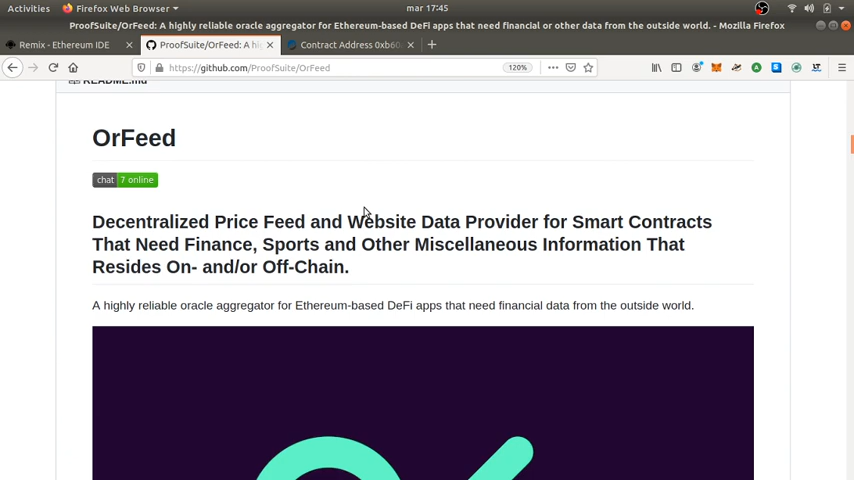 Activities Firefox Web Browser mar 17:45
ProofSuite/OrFeed: A highly reliable oracle aggregator for Ethereum-based DeFi apps that need financial or other data from the outside world. - Mozilla Firefox
Remix - Ethereum IDE ProofSuite/OrFeed: A hi Contract Address 0xb60
https://github.com/ProofSuite/OrFeed 120%
README.md
OrFeed
chat 7 online
Decentralized Price Feed and Website Data Provider for Smart Contracts
That Need Finance, Sports and Other Miscellaneous Information That
Resides On- and/or Off-Chain.
A highly reliable oracle aggregator for Ethereum-based DeFi apps that need financial data from the outside world.